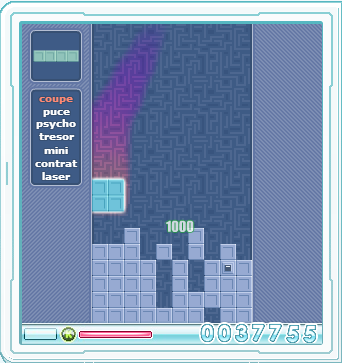 coupe
puce
psycho
tresor
mini
contrat
laser
1000
0037755